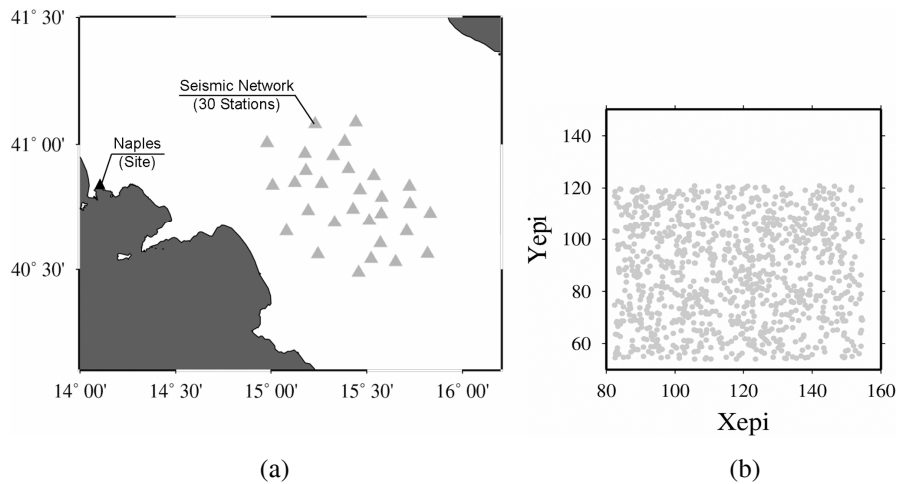 41° 30'
Seismic Network
(30 Stations)
41° 00'
Naples
(Site)
40° 30'
14° 00'
14° 30'
15° 00'
15° 30'
16° 00'
(a)
Yepi
140
120
100
80
60
80
100
120
140
160
Xepi
(b)